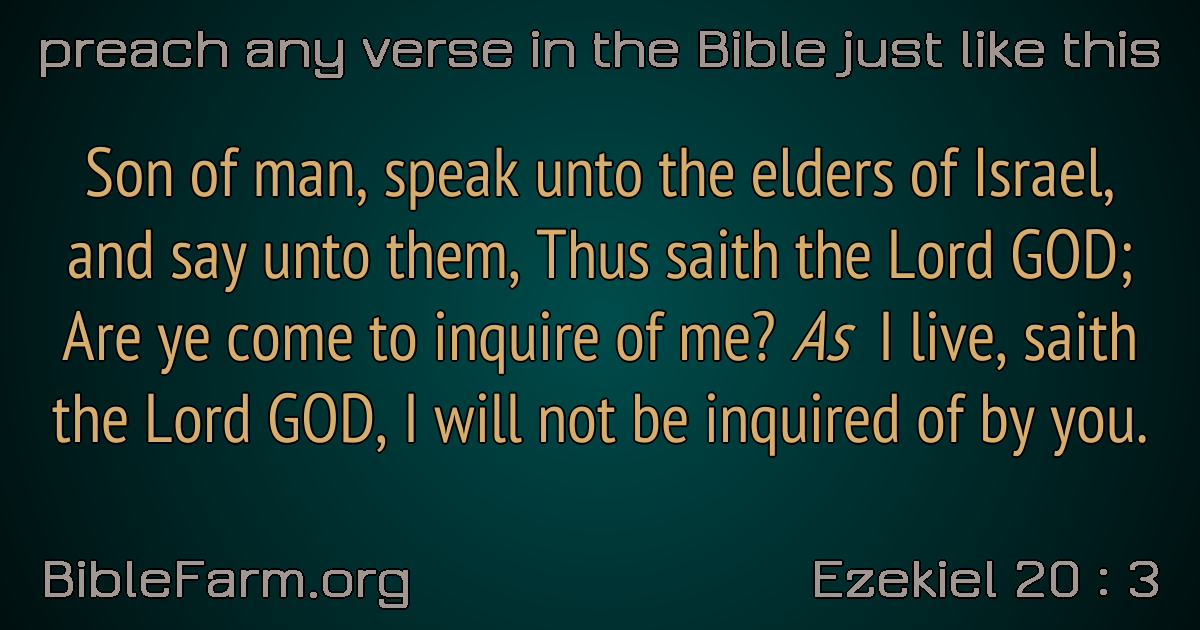 preach any verse in the Bible just like this
Son of man, speak unto the elders of Israel,
and say unto them, Thus saith the Lord GOD;
Are ye come to inquire of me? As I live, saith
the Lord GOD, I will not be inquired of by you.
BibleFarm.org
Ezekiel 20 : 3